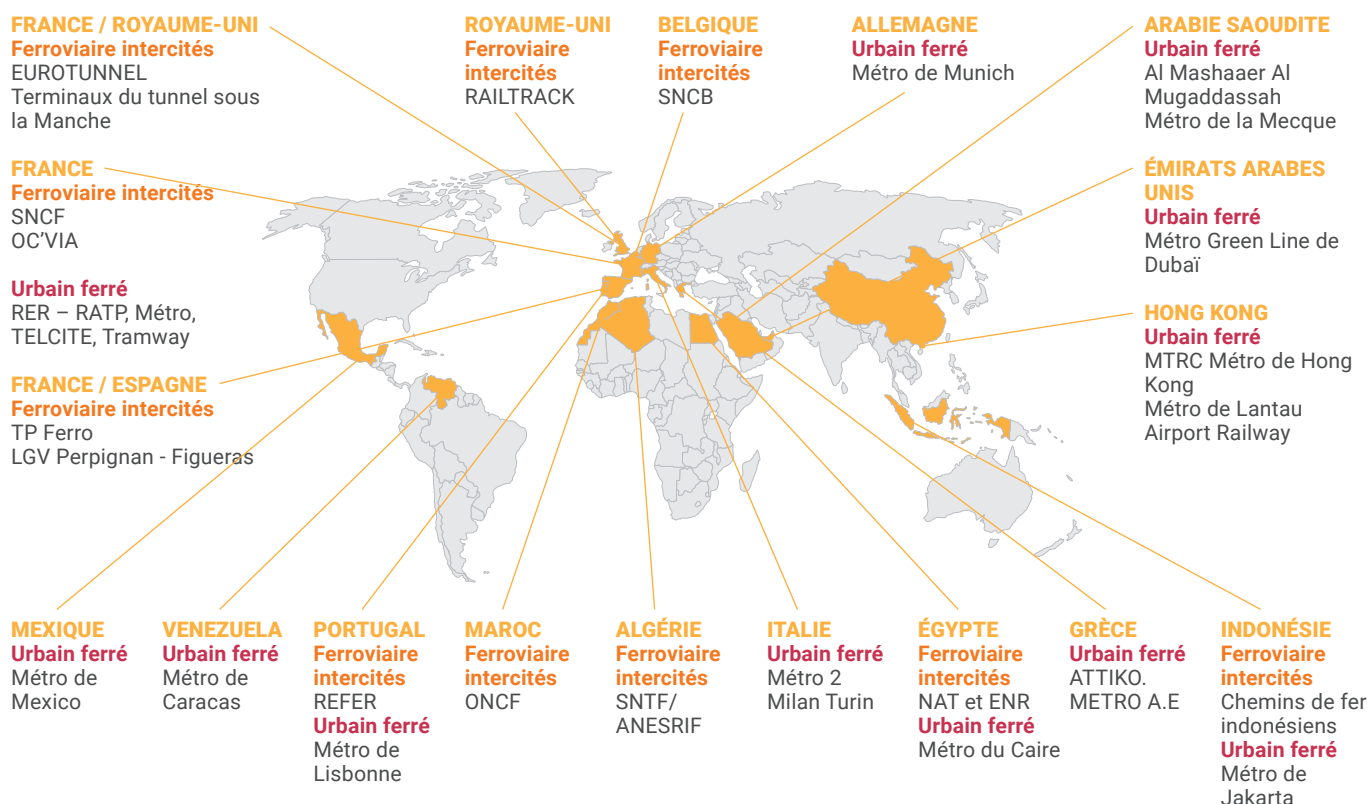 FRANCE / ROYAUME-UNI
Ferroviaire intercités
EUROTUNNEL
Terminaux du tunnel sous
la Manche
ROYAUME-UNI
Ferroviaire
intercités
RAILTRACK
BELGIQUE
Ferroviaire
intercités
SNCB
ALLEMAGNE
Urbain ferré
Métro de Munich
ARABIE SAOUDITE
Urbain ferré
Al Mashaaer Al
Mugaddassah
Métro de la Mecque
FRANCE
Ferroviaire intercités
SNCF
OC’VIA
Urbain ferré
RER – RATP, Métro,
TELCITE, Tramway
ÉMIRATS ARABES
UNIS
Urbain ferré
Métro Green Line de
Dubaï
HONG KONG
Urbain ferré
MTRC Métro de Hong
Kong
Métro de Lantau
Airport Railway
FRANCE / ESPAGNE
Ferroviaire intercités
TP Ferro
LGV Perpignan - Figueras
MEXIQUE
Urbain ferré
Métro de
Mexico
VENEZUELA
Urbain ferré
Métro de
Caracas
PORTUGAL
Ferroviaire
intercités
REFER
Urbain ferré
Métro de
Lisbonne
MAROC
Ferroviaire
intercités
ONCF
ALGÉRIE
Ferroviaire
intercités
SNTF/
ANESRIF
ITALIE
Urbain ferré
Métro 2
Milan Turin
ÉGYPTE
Ferroviaire
intercités
NAT et ENR
Urbain ferré
Métro du Caire
GRÈCE
Urbain ferré
ATTIKO.
METRO A.E
INDONÉSIE
Ferroviaire
intercités
Chemins de fer
indonésiens
Urbain ferré
Métro de
Jakarta